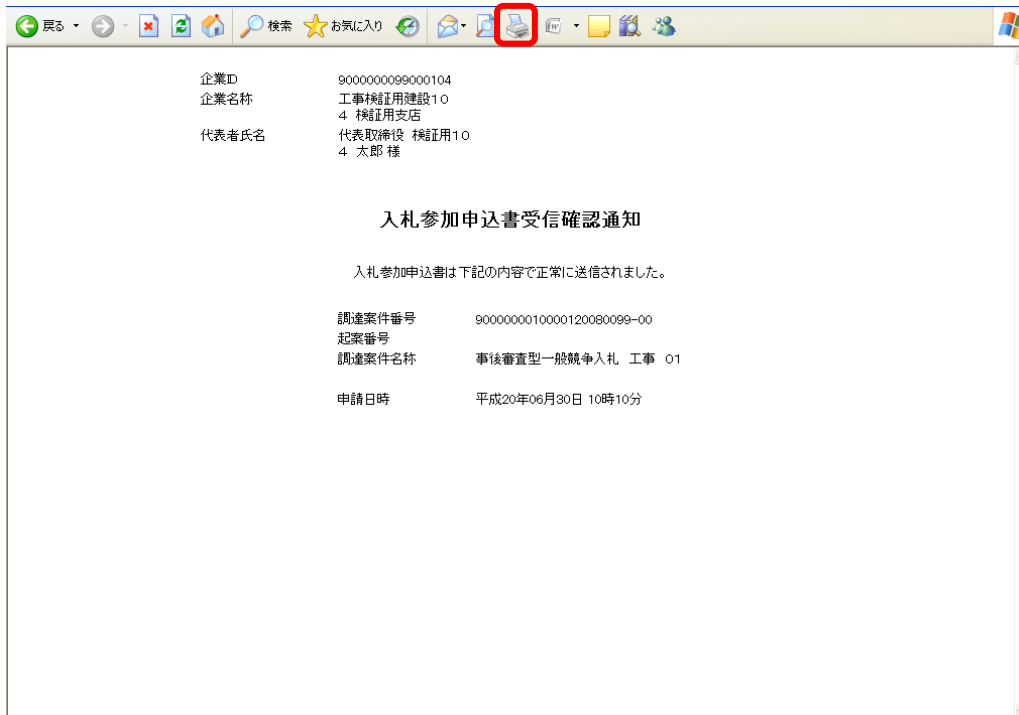 戻る 検索 お気に入り
企業ID 9000000099000104
企業名称 工事検証用建設10
4 検証用支店
代表者氏名 代表取締役 検証用10
4 太郎 様
入札参加申込書受信確認通知
入札参加申込書は下記の内容で正常に送信されました。
調達案件番号 9000000010000120080099-00
起案番号
調達案件名称 事後審査型一般競争入札 工事 01
申請日時 平成20年06月30日 10時10分